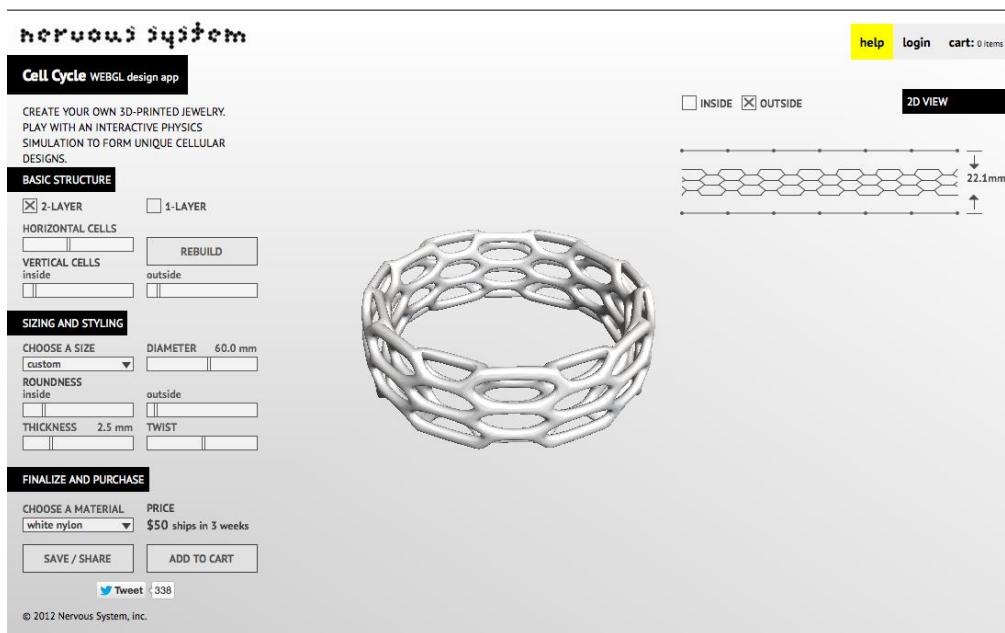 nervous system
help login cart: 0 items
Cell Cycle WEBGL design app
CREATE YOUR OWN 3D-PRINTED JEWELRY.
PLAY WITH AN INTERACTIVE PHYSICS
SIMULATION TO FORM UNIQUE CELLULAR
DESIGNS.
BASIC STRUCTURE
2-LAYER 1-LAYER
HORIZONTAL CELLS
REBUILD
VERTICAL CELLS
inside outside
SIZING AND STYLING
CHOOSE A SIZE DIAMETER 60.0 mm
custom
ROUNDNESS
inside outside
THICKNESS 2.5 mm TWIST
FINALIZE AND PURCHASE
CHOOSE A MATERIAL PRICE
white nylon $50 ships in 3 weeks
SAVE / SHARE ADD TO CART
Tweet 338
© 2012 Nervous System, inc.
INSIDE OUTSIDE 2D VIEW
22.1mm